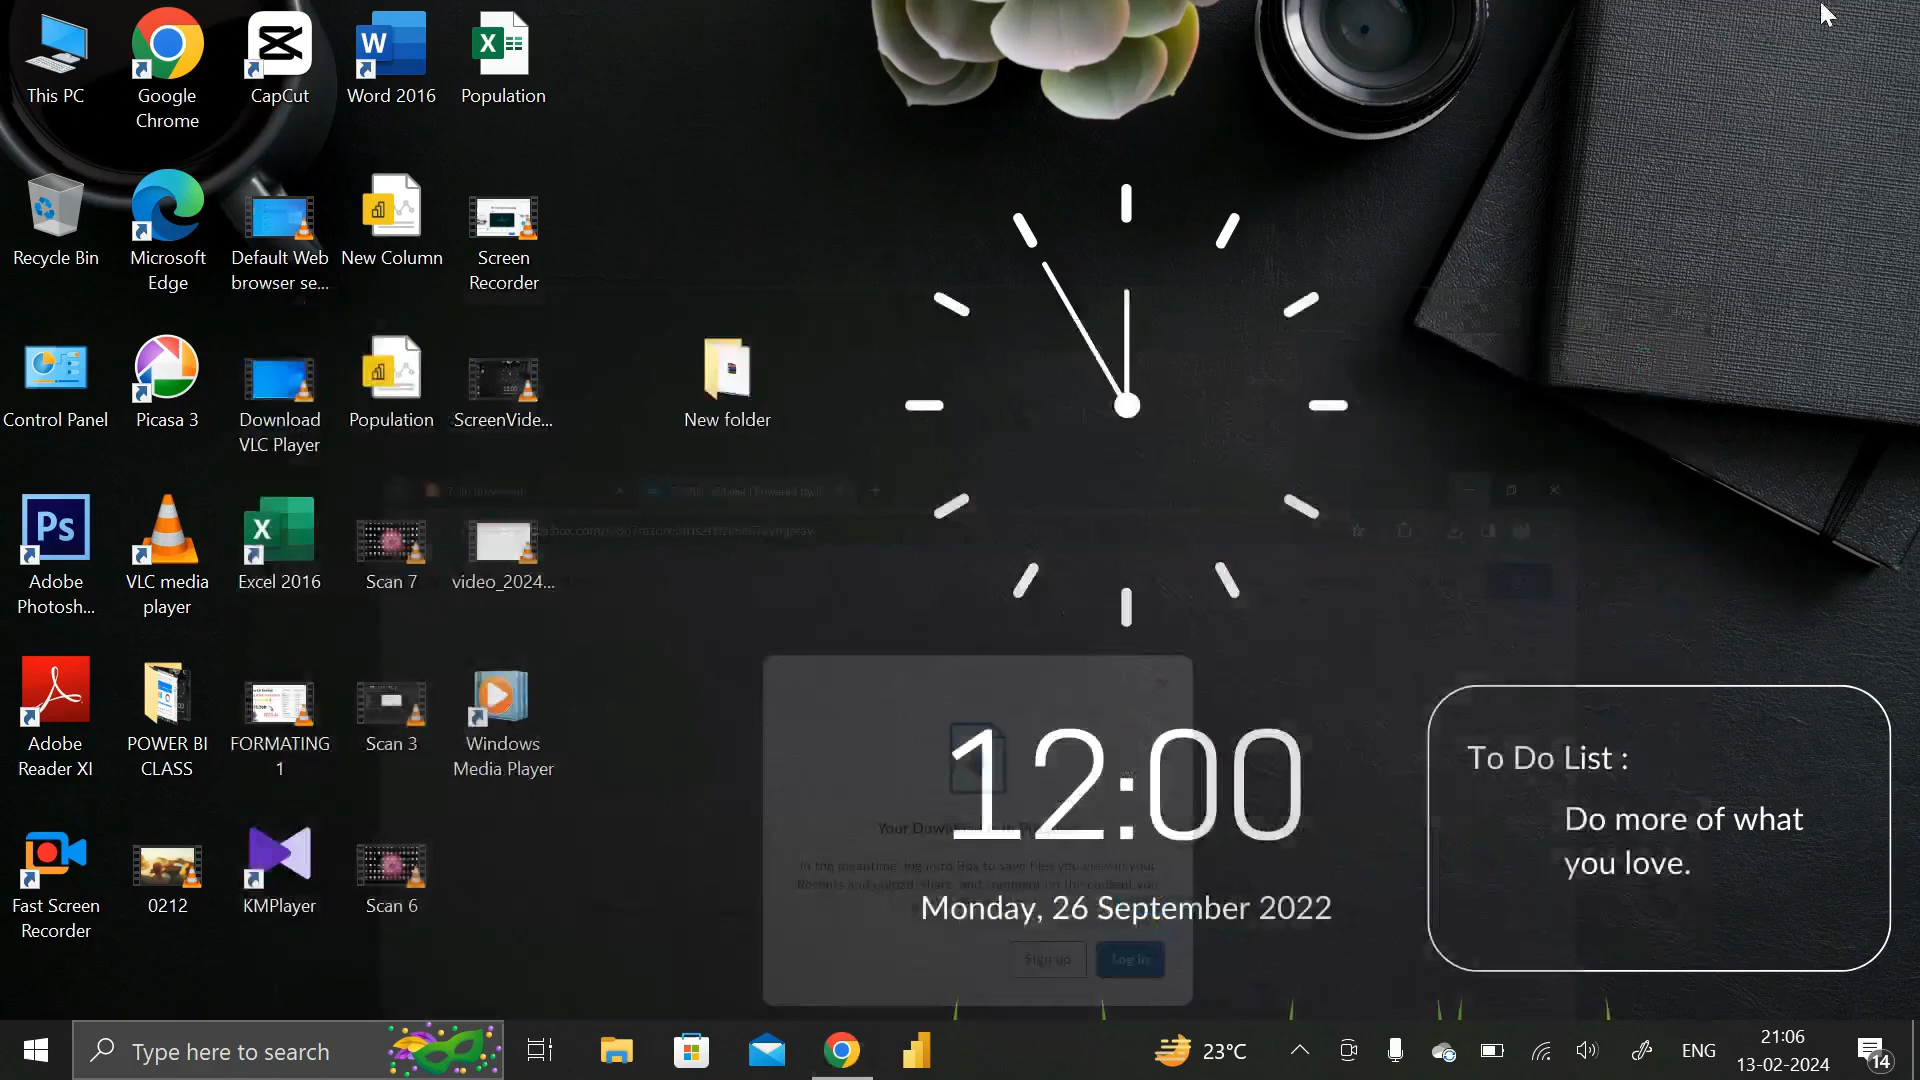 This PC
Google
Chrome
CapCut
Word 2016
Population
Recycle Bin
Microsoft
Edge
Default Web
browser se...
New Column
Screen
Recorder
Control Panel
Picasa 3
Download
VLC Player
Population
ScreenVide...
New folder
Adobe
Photosh...
VLC media
player
Excel 2016
Scan 7
video_2024...
Adobe
Reader XI
POWER BI
CLASS
FORMATING
1
Scan 3
Windows
Media Player
Fast Screen
Recorder
0212
KMPlayer
Scan 6
12:00
Monday, 26 September 2022
To Do List :
Do more of what
you love.
Sign up
Log In
Type here to search
23°C
ENG
21:06
13-02-2024
14